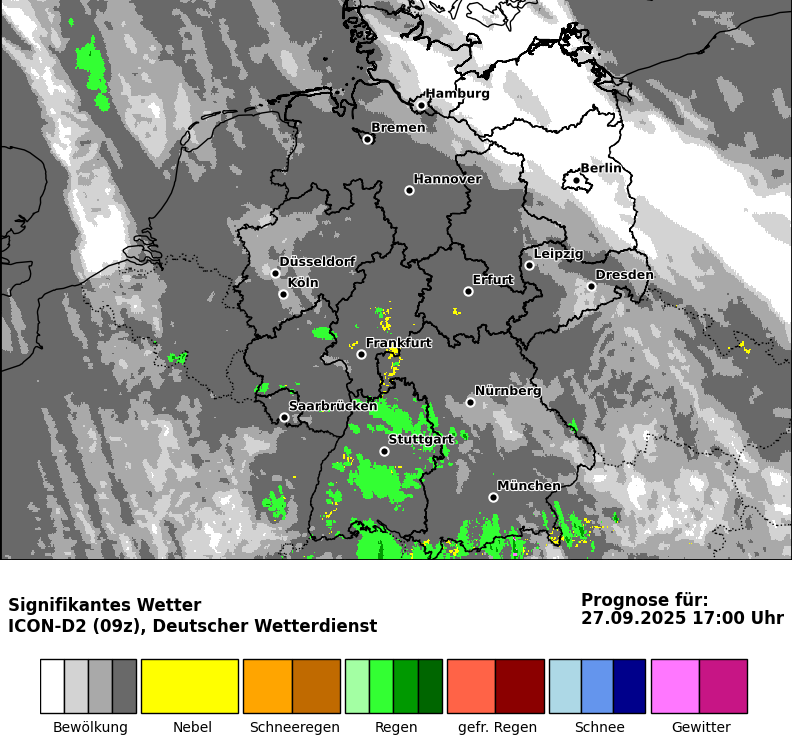 Hamburg
Bremen
Berlin
Hannover
Leipzig
Düsseldorf
Dresden
Köln
Erfurt
Frankfurt
Nürnberg
Saarbrücken
Stuttgart
München
Signifikantes Wetter
ICON-D2 (09z), Deutscher Wetterdienst
Prognose für:
27.09.2025 17:00 Uhr
Bewölkung Nebel Schneeregen Regen gefr. Regen Schnee Gewitter